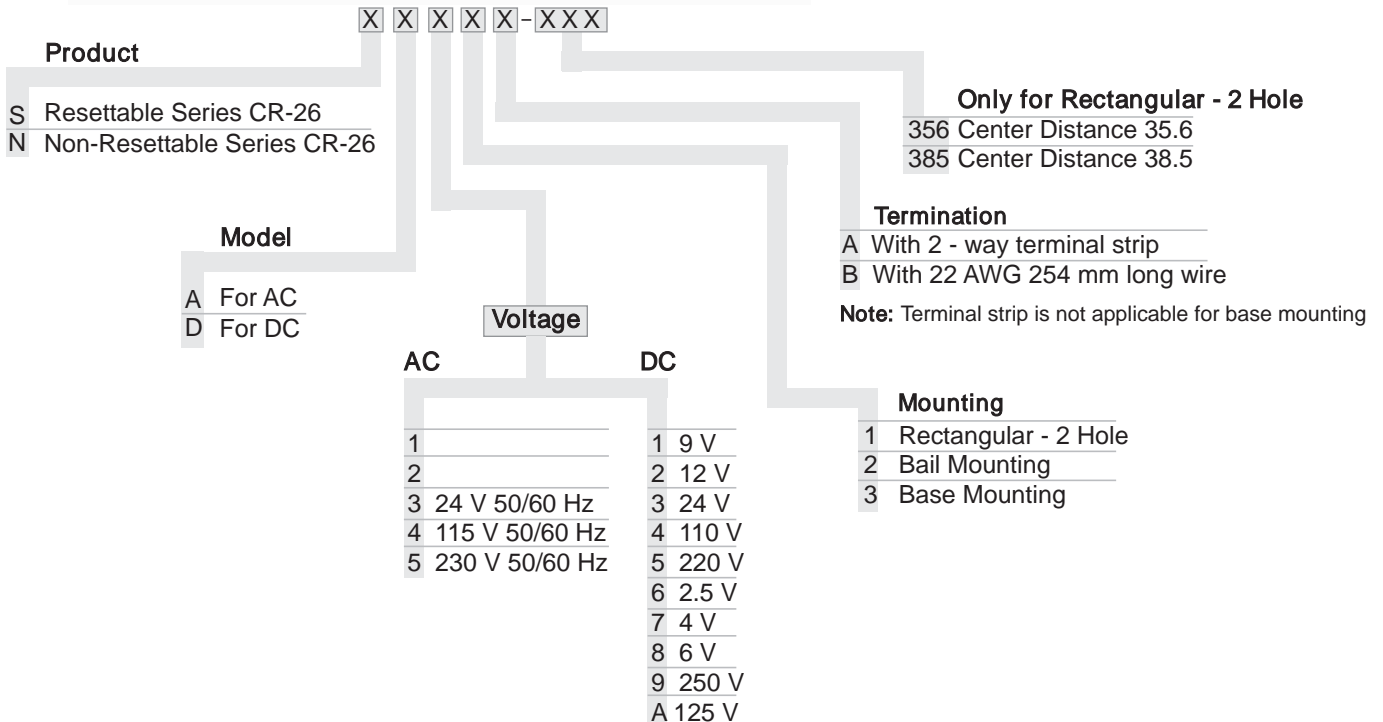 X X X X X - X X X
Product
S Resettable Series CR-26
N Non-Resettable Series CR-26
Only for Rectangular - 2 Hole
356 Center Distance 35.6
385 Center Distance 38.5
Model
A For AC
D For DC
Termination
A With 2 - way terminal strip
B With 22 AWG 254 mm long wire
Note: Terminal strip is not applicable for base mounting
Voltage
AC
1
2
3 24 V 50/60 Hz
4 115 V 50/60 Hz
5 230 V 50/60 Hz
DC
1 9 V
2 12 V
3 24 V
4 110 V
5 220 V
6 2.5 V
7 4 V
8 6 V
9 250 V
A 125 V
Mounting
1 Rectangular - 2 Hole
2 Bail Mounting
3 Base Mounting